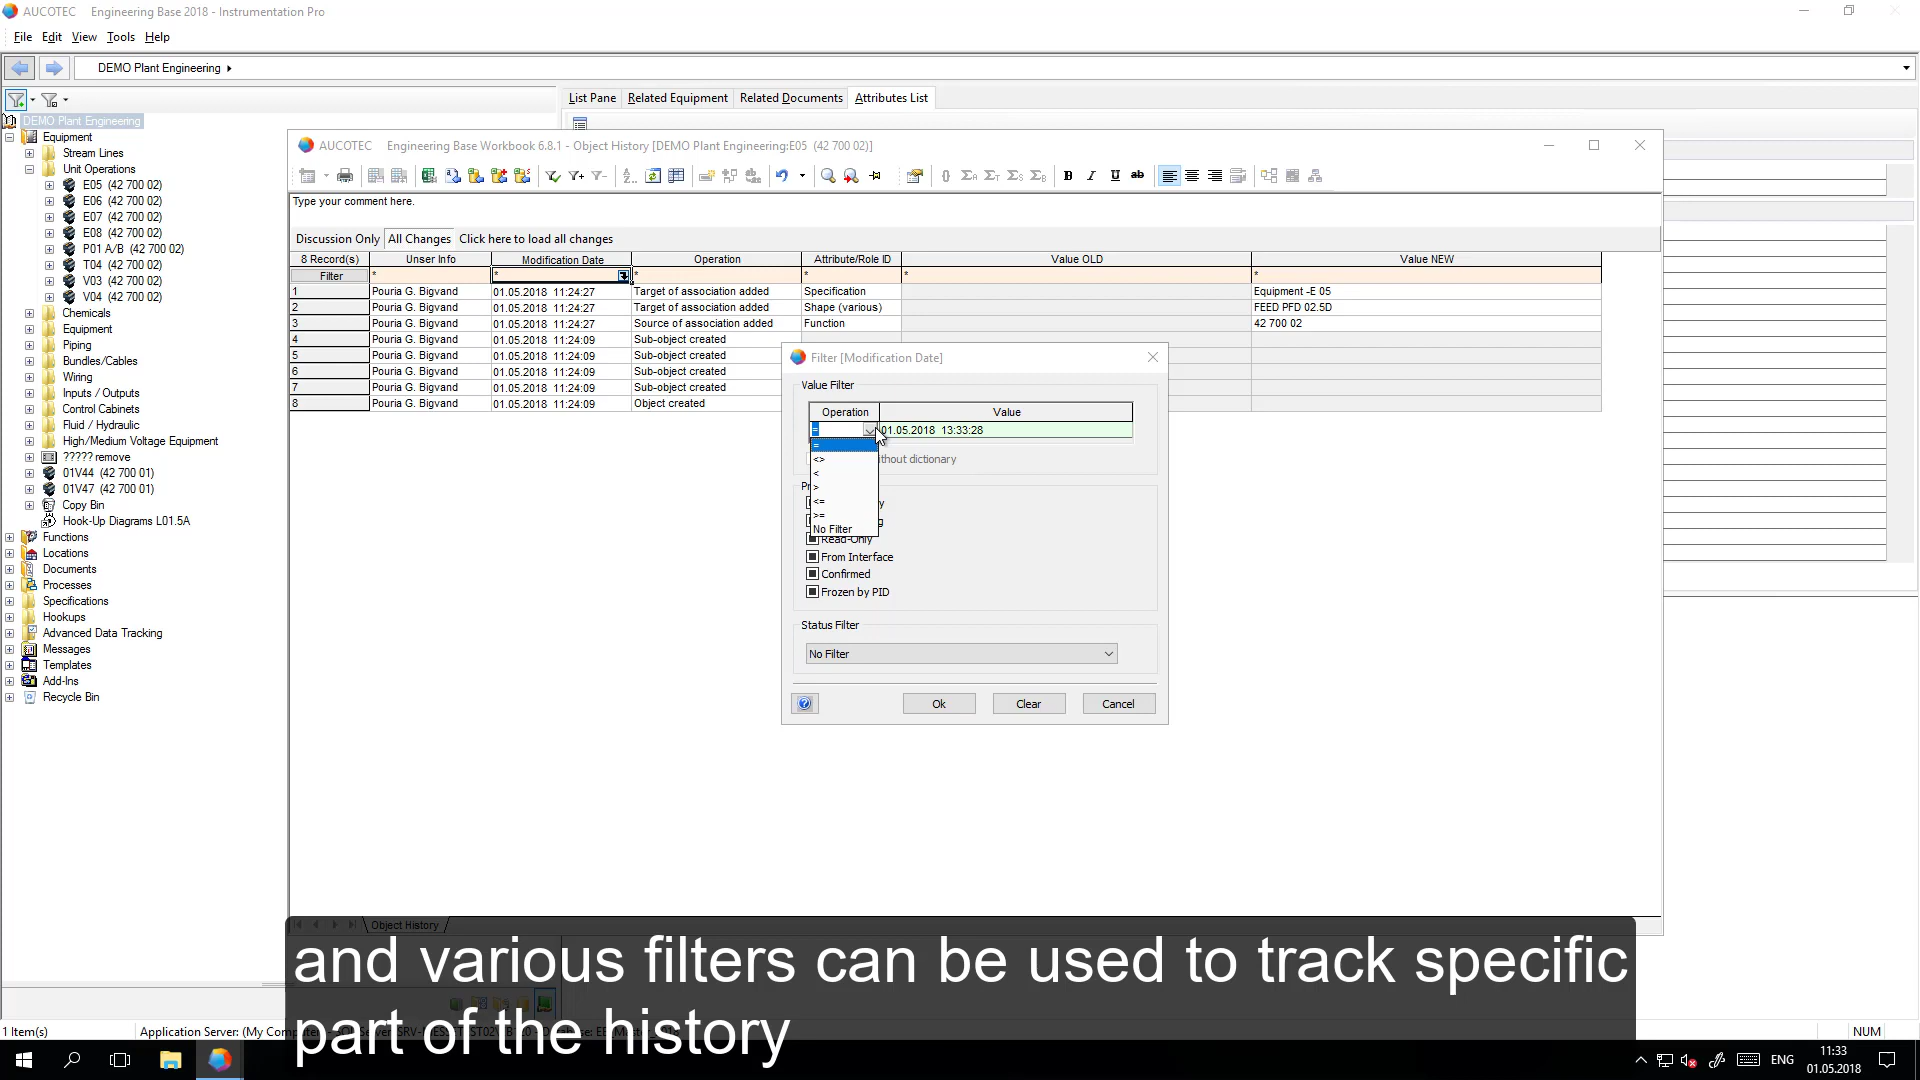 AUCOTEC Engineering Base 2018 - Instrumentation Pro
File Edit View Tools Help
DEMO Plant Engineering
List Pane Related Equipment Related Documents Attributes List
DEMO Plant Engineering
Equipment
Stream Lines
Unit Operations
E05 (42 700 02)
E06 (42 700 02)
E07 (42 700 02)
E08 (42 700 02)
P01 A/B (42 700 02)
T04 (42 700 02)
V03 (42 700 02)
V04 (42 700 02)
Chemicals
Equipment
Piping
Bundles/Cables
Wiring
Inputs / Outputs
Control Cabinets
Fluid / Hydraulic
High/Medium Voltage Equipment
????? remove
01V44 (42 700 01)
01V47 (42 700 01)
Copy Bin
Hook-Up Diagrams L01.5A
Functions
Locations
Documents
Processes
Specifications
Hookups
Advanced Data Tracking
Messages
Templates
Add-Ins
Recycle Bin
AUCOTEC Engineering Base Workbook 6.8.1 - Object History [DEMO Plant Engineering:E05 (42 700 02)]
Type your comment here.
Discussion Only All Changes Click here to load all changes
8 Record(s) Unser Info Modification Date Operation Attribute/Role ID Value OLD Value NEW
Filter * * * * * *
1 Pouria G. Bigvand 01.05.2018 11:24:27 Target of association added Specification Equipment -E 05
2 Pouria G. Bigvand 01.05.2018 11:24:27 Target of association added Shape (various) FEED PFD 02.5D
3 Pouria G. Bigvand 01.05.2018 11:24:27 Source of association added Function 42 700 02
4 Pouria G. Bigvand 01.05.2018 11:24:09 Sub-object created
5 Pouria G. Bigvand 01.05.2018 11:24:09 Sub-object created
6 Pouria G. Bigvand 01.05.2018 11:24:09 Sub-object created
7 Pouria G. Bigvand 01.05.2018 11:24:09 Sub-object created
8 Pouria G. Bigvand 01.05.2018 11:24:09 Object created
Filter [Modification Date]
Value Filter
Operation Value
= 01.05.2018 13:33:28
=
<>
<
>
<=
>=
No Filter
ithout dictionary
Read-Only
From Interface
Confirmed
Frozen by PID
Status Filter
No Filter
Ok Clear Cancel
Object History
and various filters can be used to track specific
part of the history
1 Item(s) Application Server: (My Comp NUM
ENG 11:33
01.05.2018